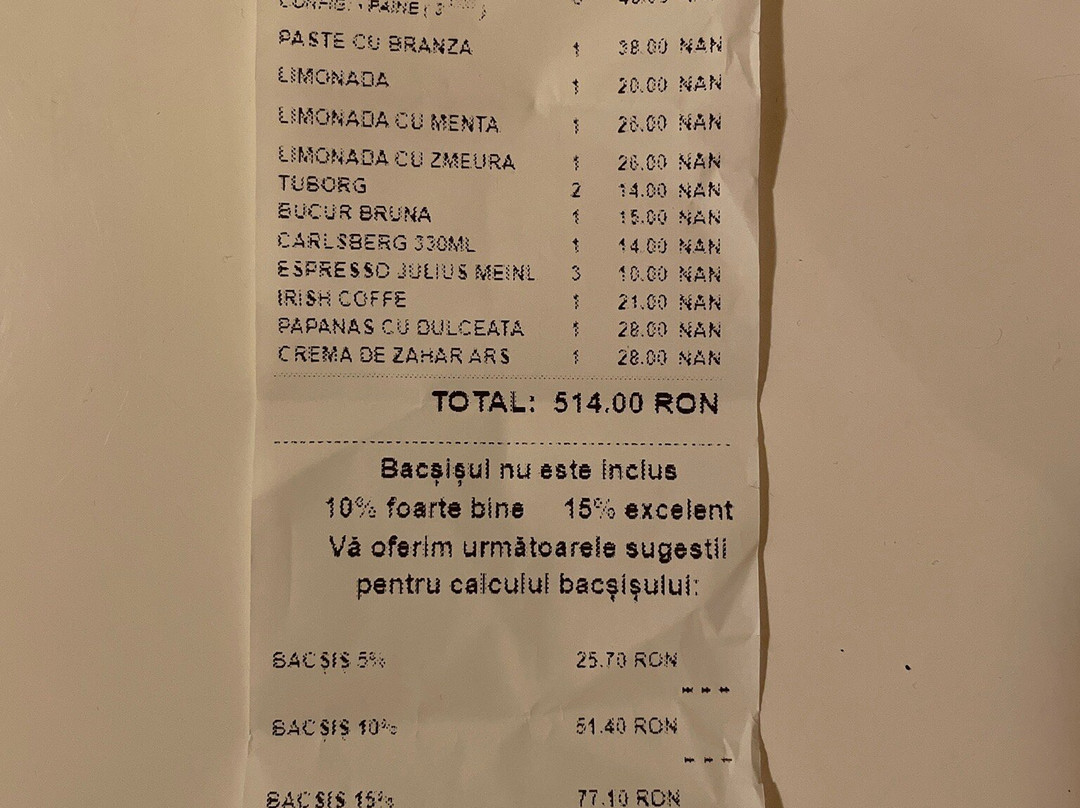 PASTE CU BRANZA 1 38.00 NAN
LIMONADA 1 20.00 NAN
LIMONADA CU MENTA 1 26.00 NAN
LIMONADA CU ZMEURA 1 26.00 NAN
TUBORG 2 14.00 NAN
BUCUR BRUNA 1 15.00 NAN
CARLSBERG 330ML 1 14.00 NAN
ESPRESSO JULIUS MEINL 3 10.00 NAN
IRISH COFFE 1 21.00 NAN
PAPANAS CU DULCEATA 1 28.00 NAN
CREMA DE ZAHAR ARS 1 28.00 NAN
TOTAL: 514.00 RON
Bacșișul nu este inclus
10% foarte bine 15% excelent
Vă oferim următoarele sugestii
pentru calculul bacșișului:
BACȘIȘ 5% 25.70 RON
BACȘIȘ 10% 51.40 RON
BACȘIȘ 15% 77.10 RON